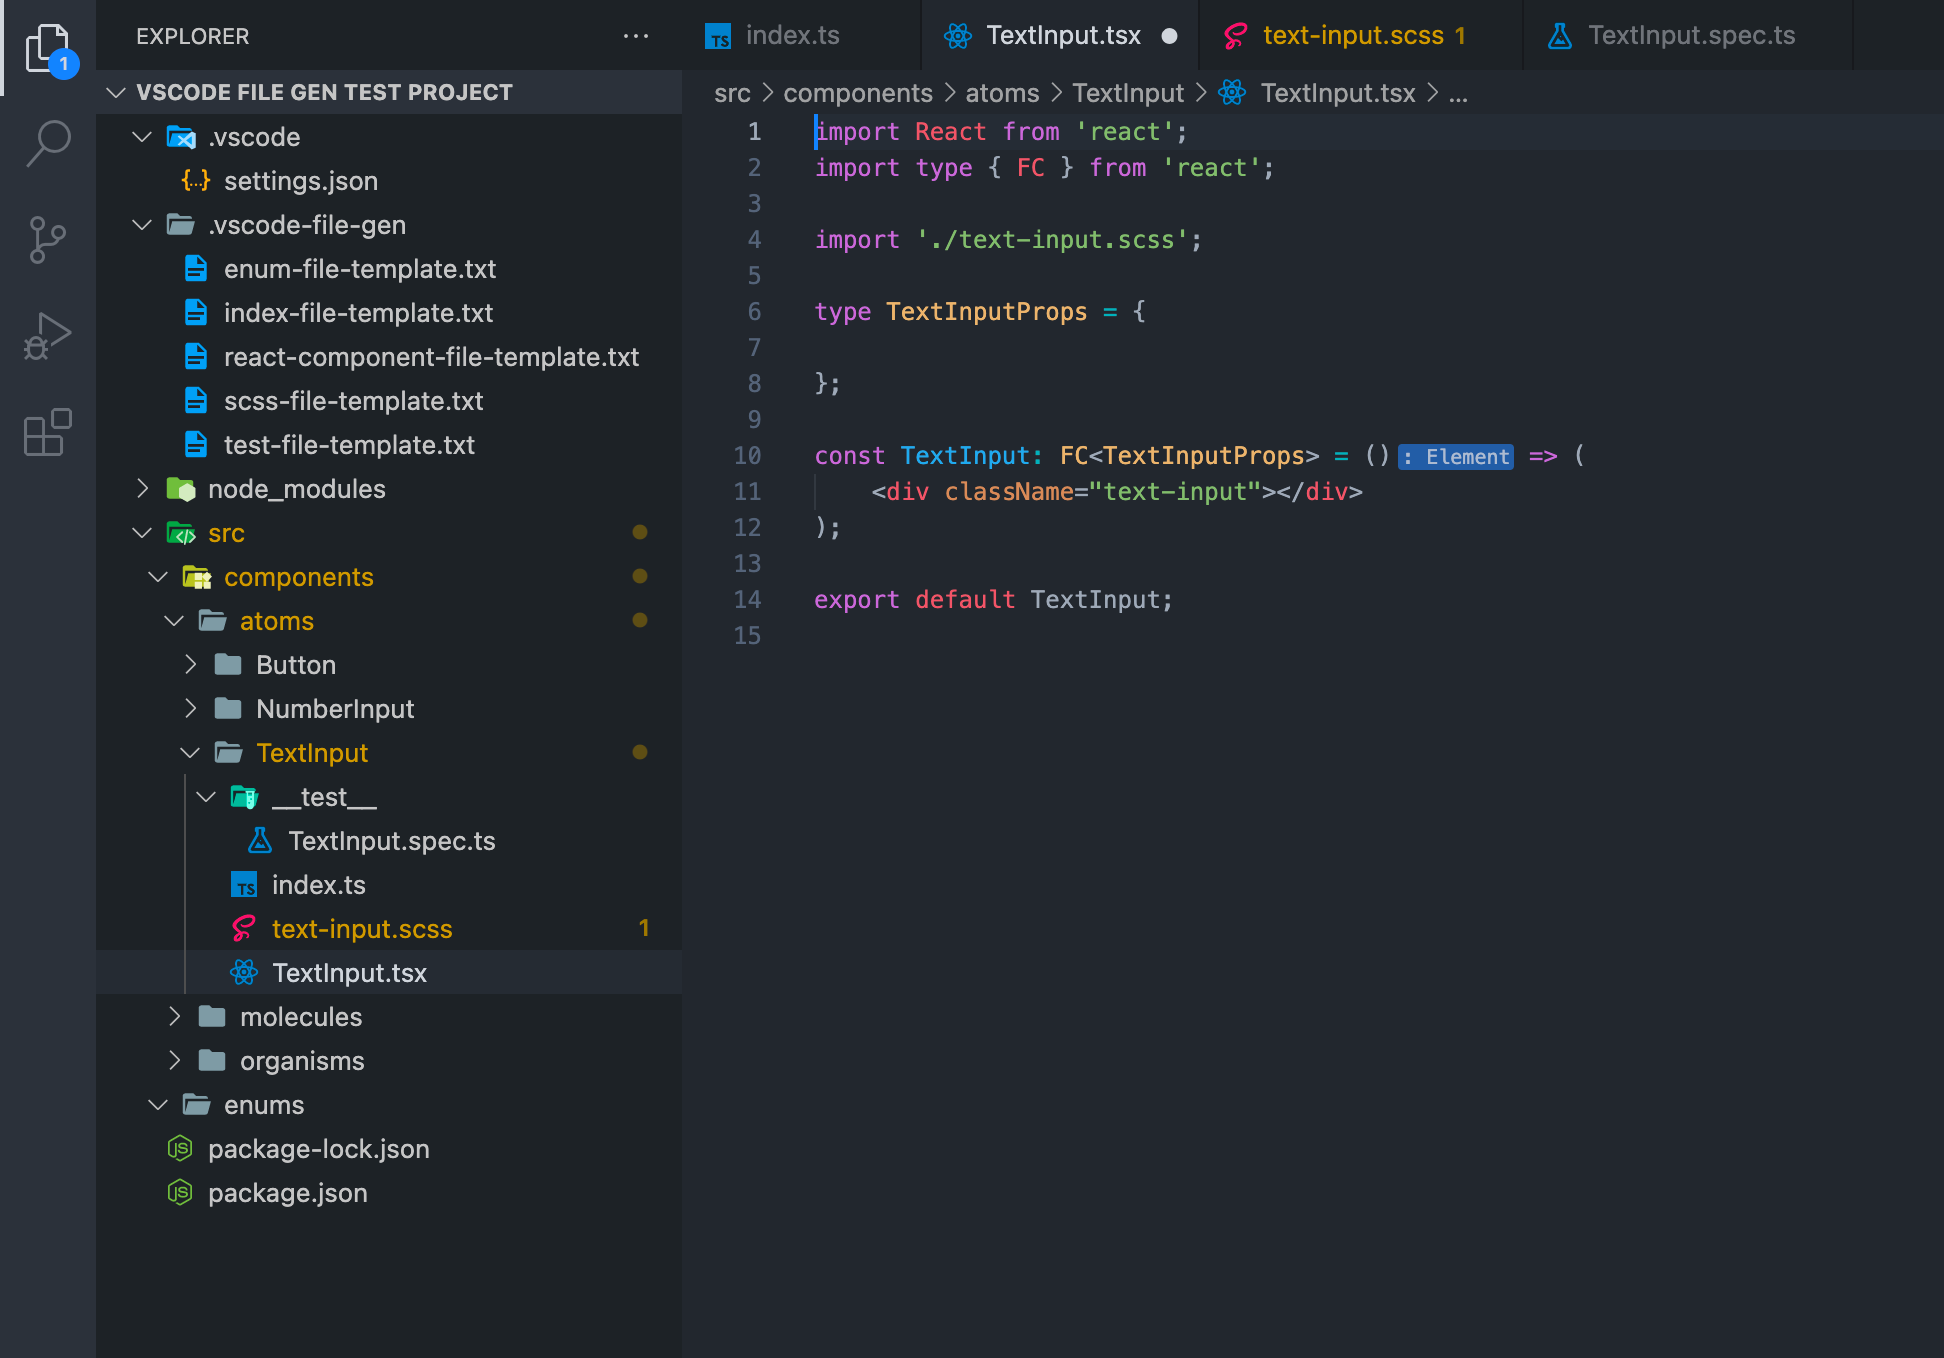 1
EXPLORER
...
VSCODE FILE GEN TEST PROJECT
.vscode
{...} settings.json
.vscode-file-gen
enum-file-template.txt
index-file-template.txt
react-component-file-template.txt
scss-file-template.txt
test-file-template.txt
node_modules
src
components
atoms
Button
NumberInput
TextInput
__test__
TextInput.spec.ts
TS index.ts
text-input.scss 1
TextInput.tsx
molecules
organisms
enums
JS package-lock.json
JS package.json
TS index.ts
TextInput.tsx
text-input.scss 1
TextInput.spec.ts
src > components > atoms > TextInput > TextInput.tsx > ...
1 import React from 'react';
2 import type { FC } from 'react';
3
4 import './text-input.scss';
5
6 type TextInputProps = {
7
8 };
9
10 const TextInput: FC<TextInputProps> = () : Element => (
11 <div className="text-input"></div>
12 );
13
14 export default TextInput;
15